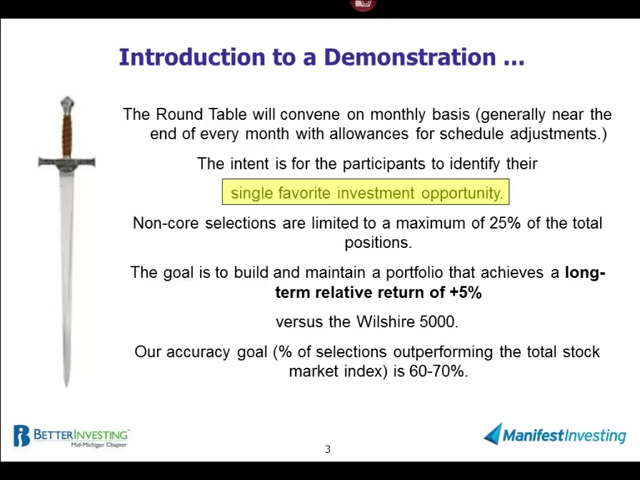 Introduction to a Demonstration ...
The Round Table will convene on monthly basis (generally near the
end of every month with allowances for schedule adjustments.)
The intent is for the participants to identify their
single favorite investment opportunity.
Non-core selections are limited to a maximum of 25% of the total
positions.
The goal is to build and maintain a portfolio that achieves a long-
term relative return of +5%
versus the Wilshire 5000.
Our accuracy goal (% of selections outperforming the total stock
market index) is 60-70%.
BETTERINVESTING™
Mid-Michigan Chapter
3
ManifestInvesting